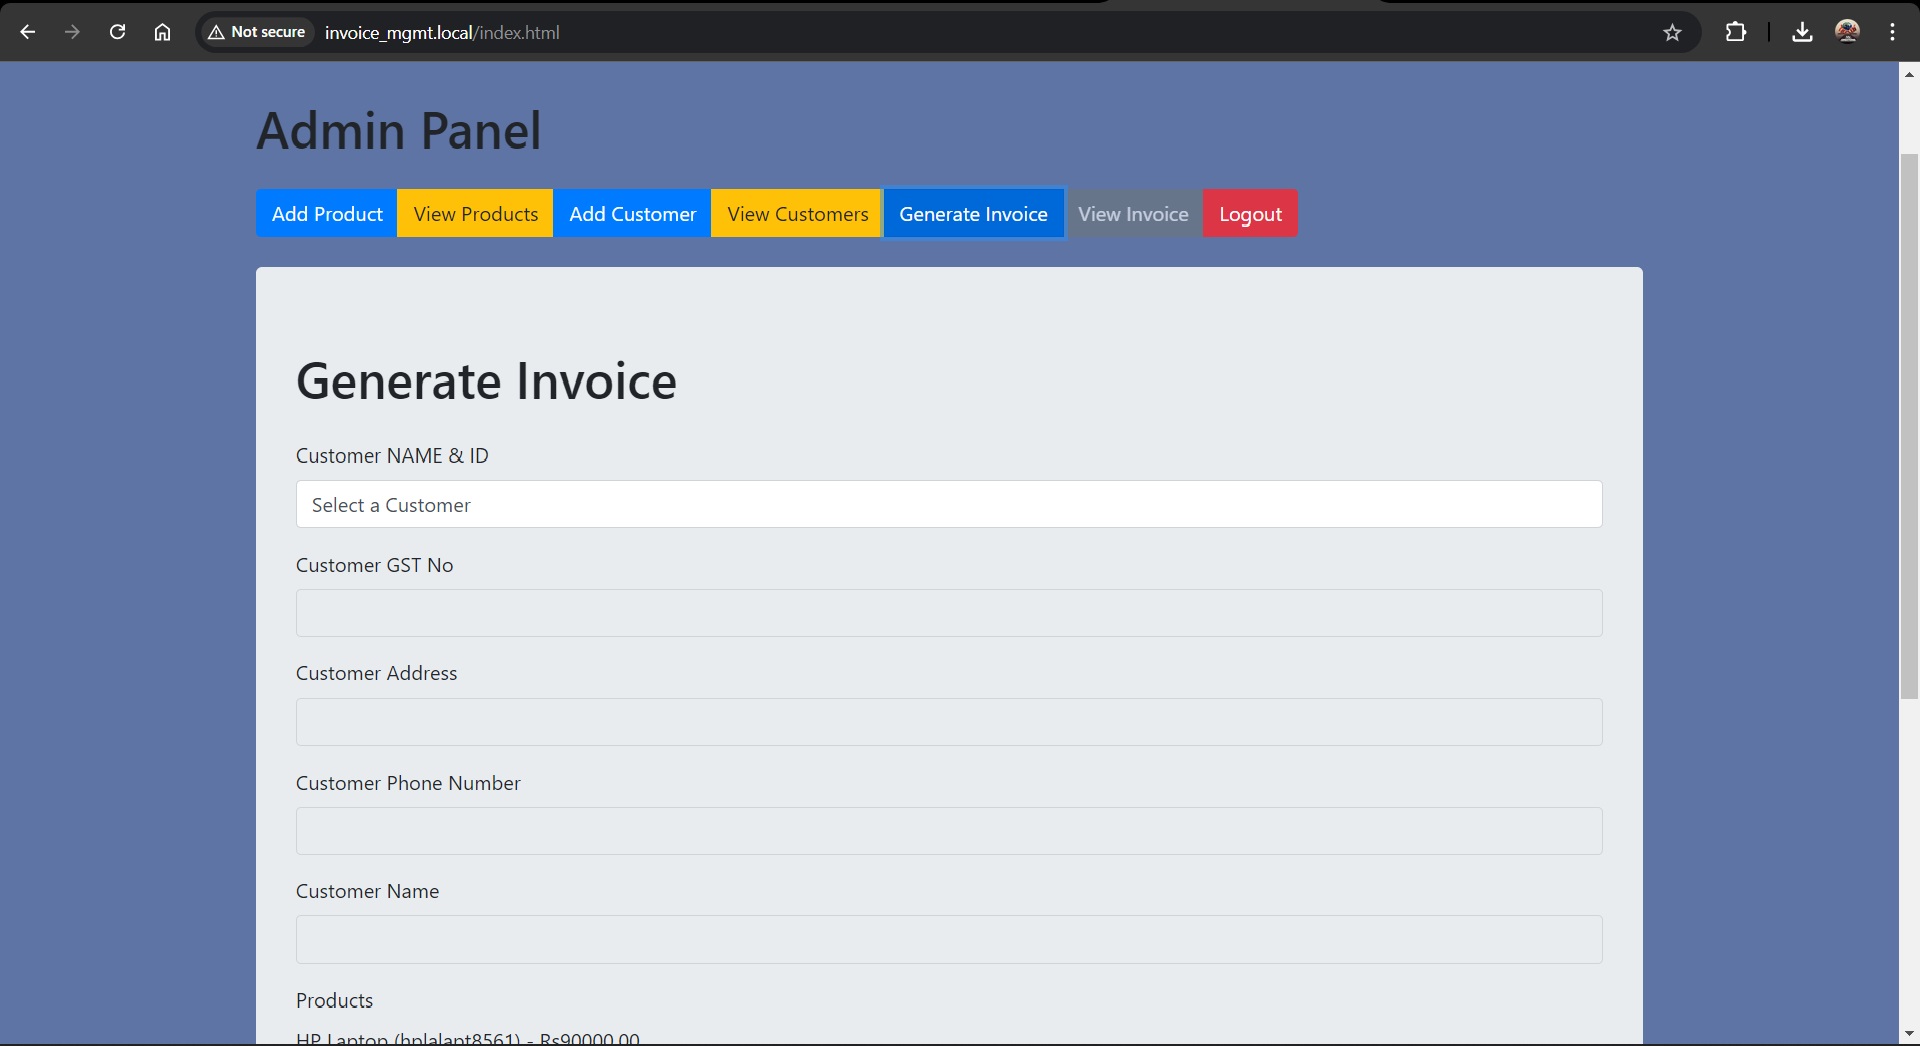 Not secure invoice_mgmt.local/index.html
Admin Panel
Add Product View Products Add Customer View Customers Generate Invoice View Invoice Logout
Generate Invoice
Customer NAME & ID
Select a Customer
Customer GST No
Customer Address
Customer Phone Number
Customer Name
Products
HP Laptop (hplalapt8561) - Rs90000.00